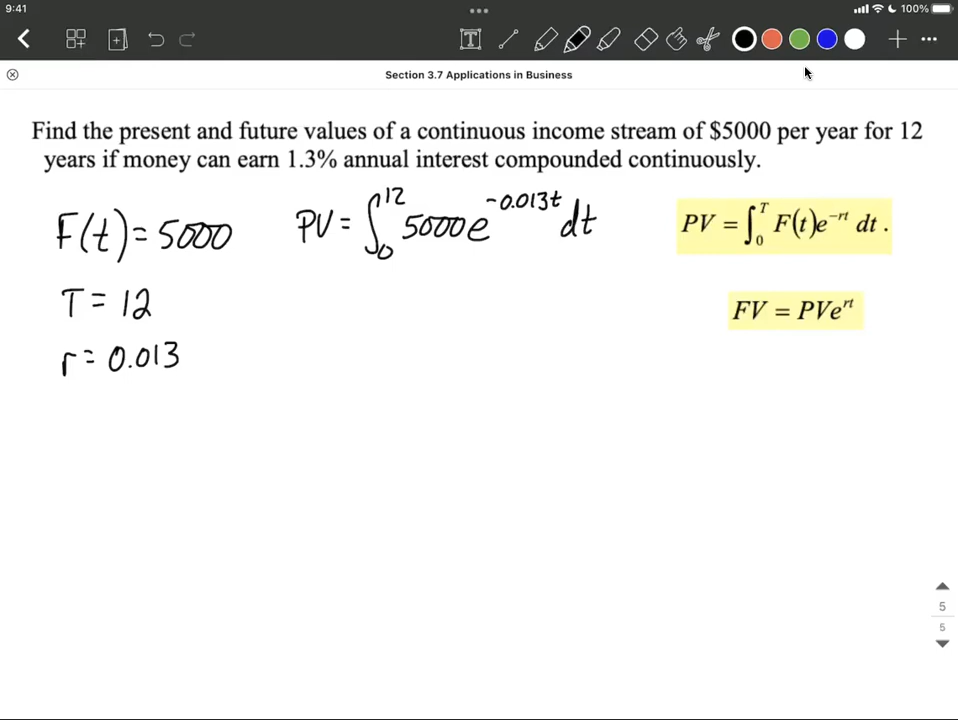 9:41
100%
T
Section 3.7 Applications in Business
Find the present and future values of a continuous income stream of $5000 per year for 12
years if money can earn 1.3% annual interest compounded continuously.
F(t) = 5000
PV = ∫₀¹² 5000e^{-0.013t} dt
PV = ∫₀ᵀ F(t)e^{-rt} dt .
T = 12
FV = PVe^{rt}
r = 0.013
5
5